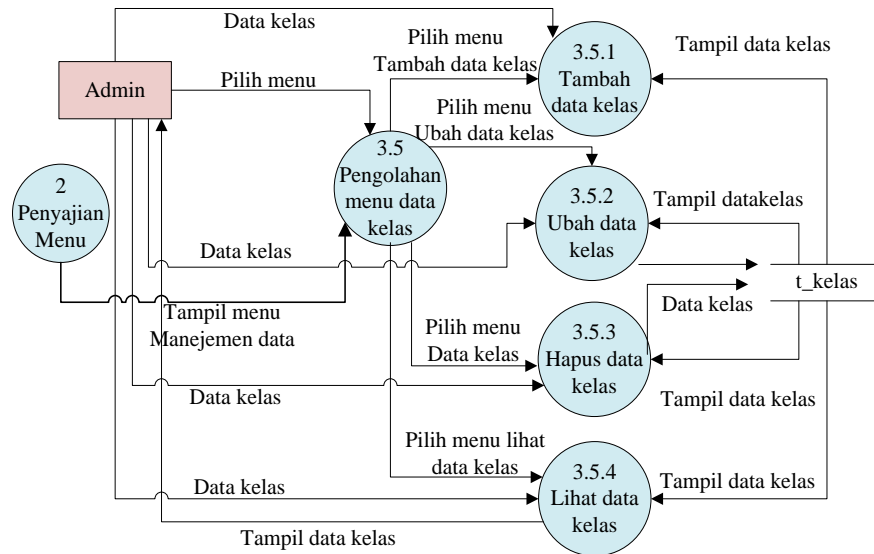 Data kelas
Pilih menu
Tambah data kelas
3.5.1
Tambah
data kelas
Tampil data kelas
Admin
Pilih menu
Pilih menu
Ubah data kelas
2
Penyajian
Menu
3.5
Pengolahan
menu data
kelas
3.5.2
Ubah data
kelas
Tampil datakelas
Data kelas
t_kelas
Data kelas
Tampil menu
Manejemen data
Pilih menu
Data kelas
3.5.3
Hapus data
kelas
Data kelas
Tampil data kelas
Pilih menu lihat
data kelas
3.5.4
Lihat data
kelas
Tampil data kelas
Data kelas
Tampil data kelas